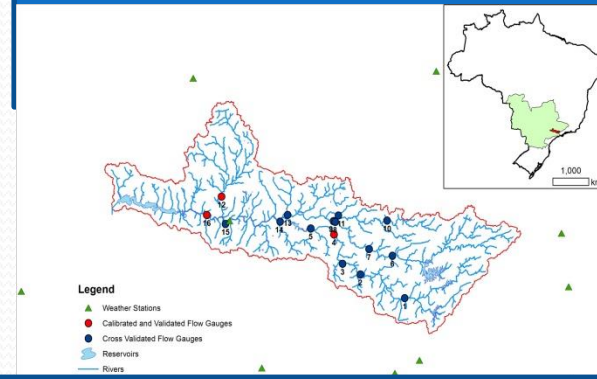 1,000
km
12
16
15
14
13
5
11
4
10
7
6
3
2
1
Legend
Weather Stations
Calibrated and Validated Flow Gauges
Cross Validated Flow Gauges
Reservoirs
Rivers